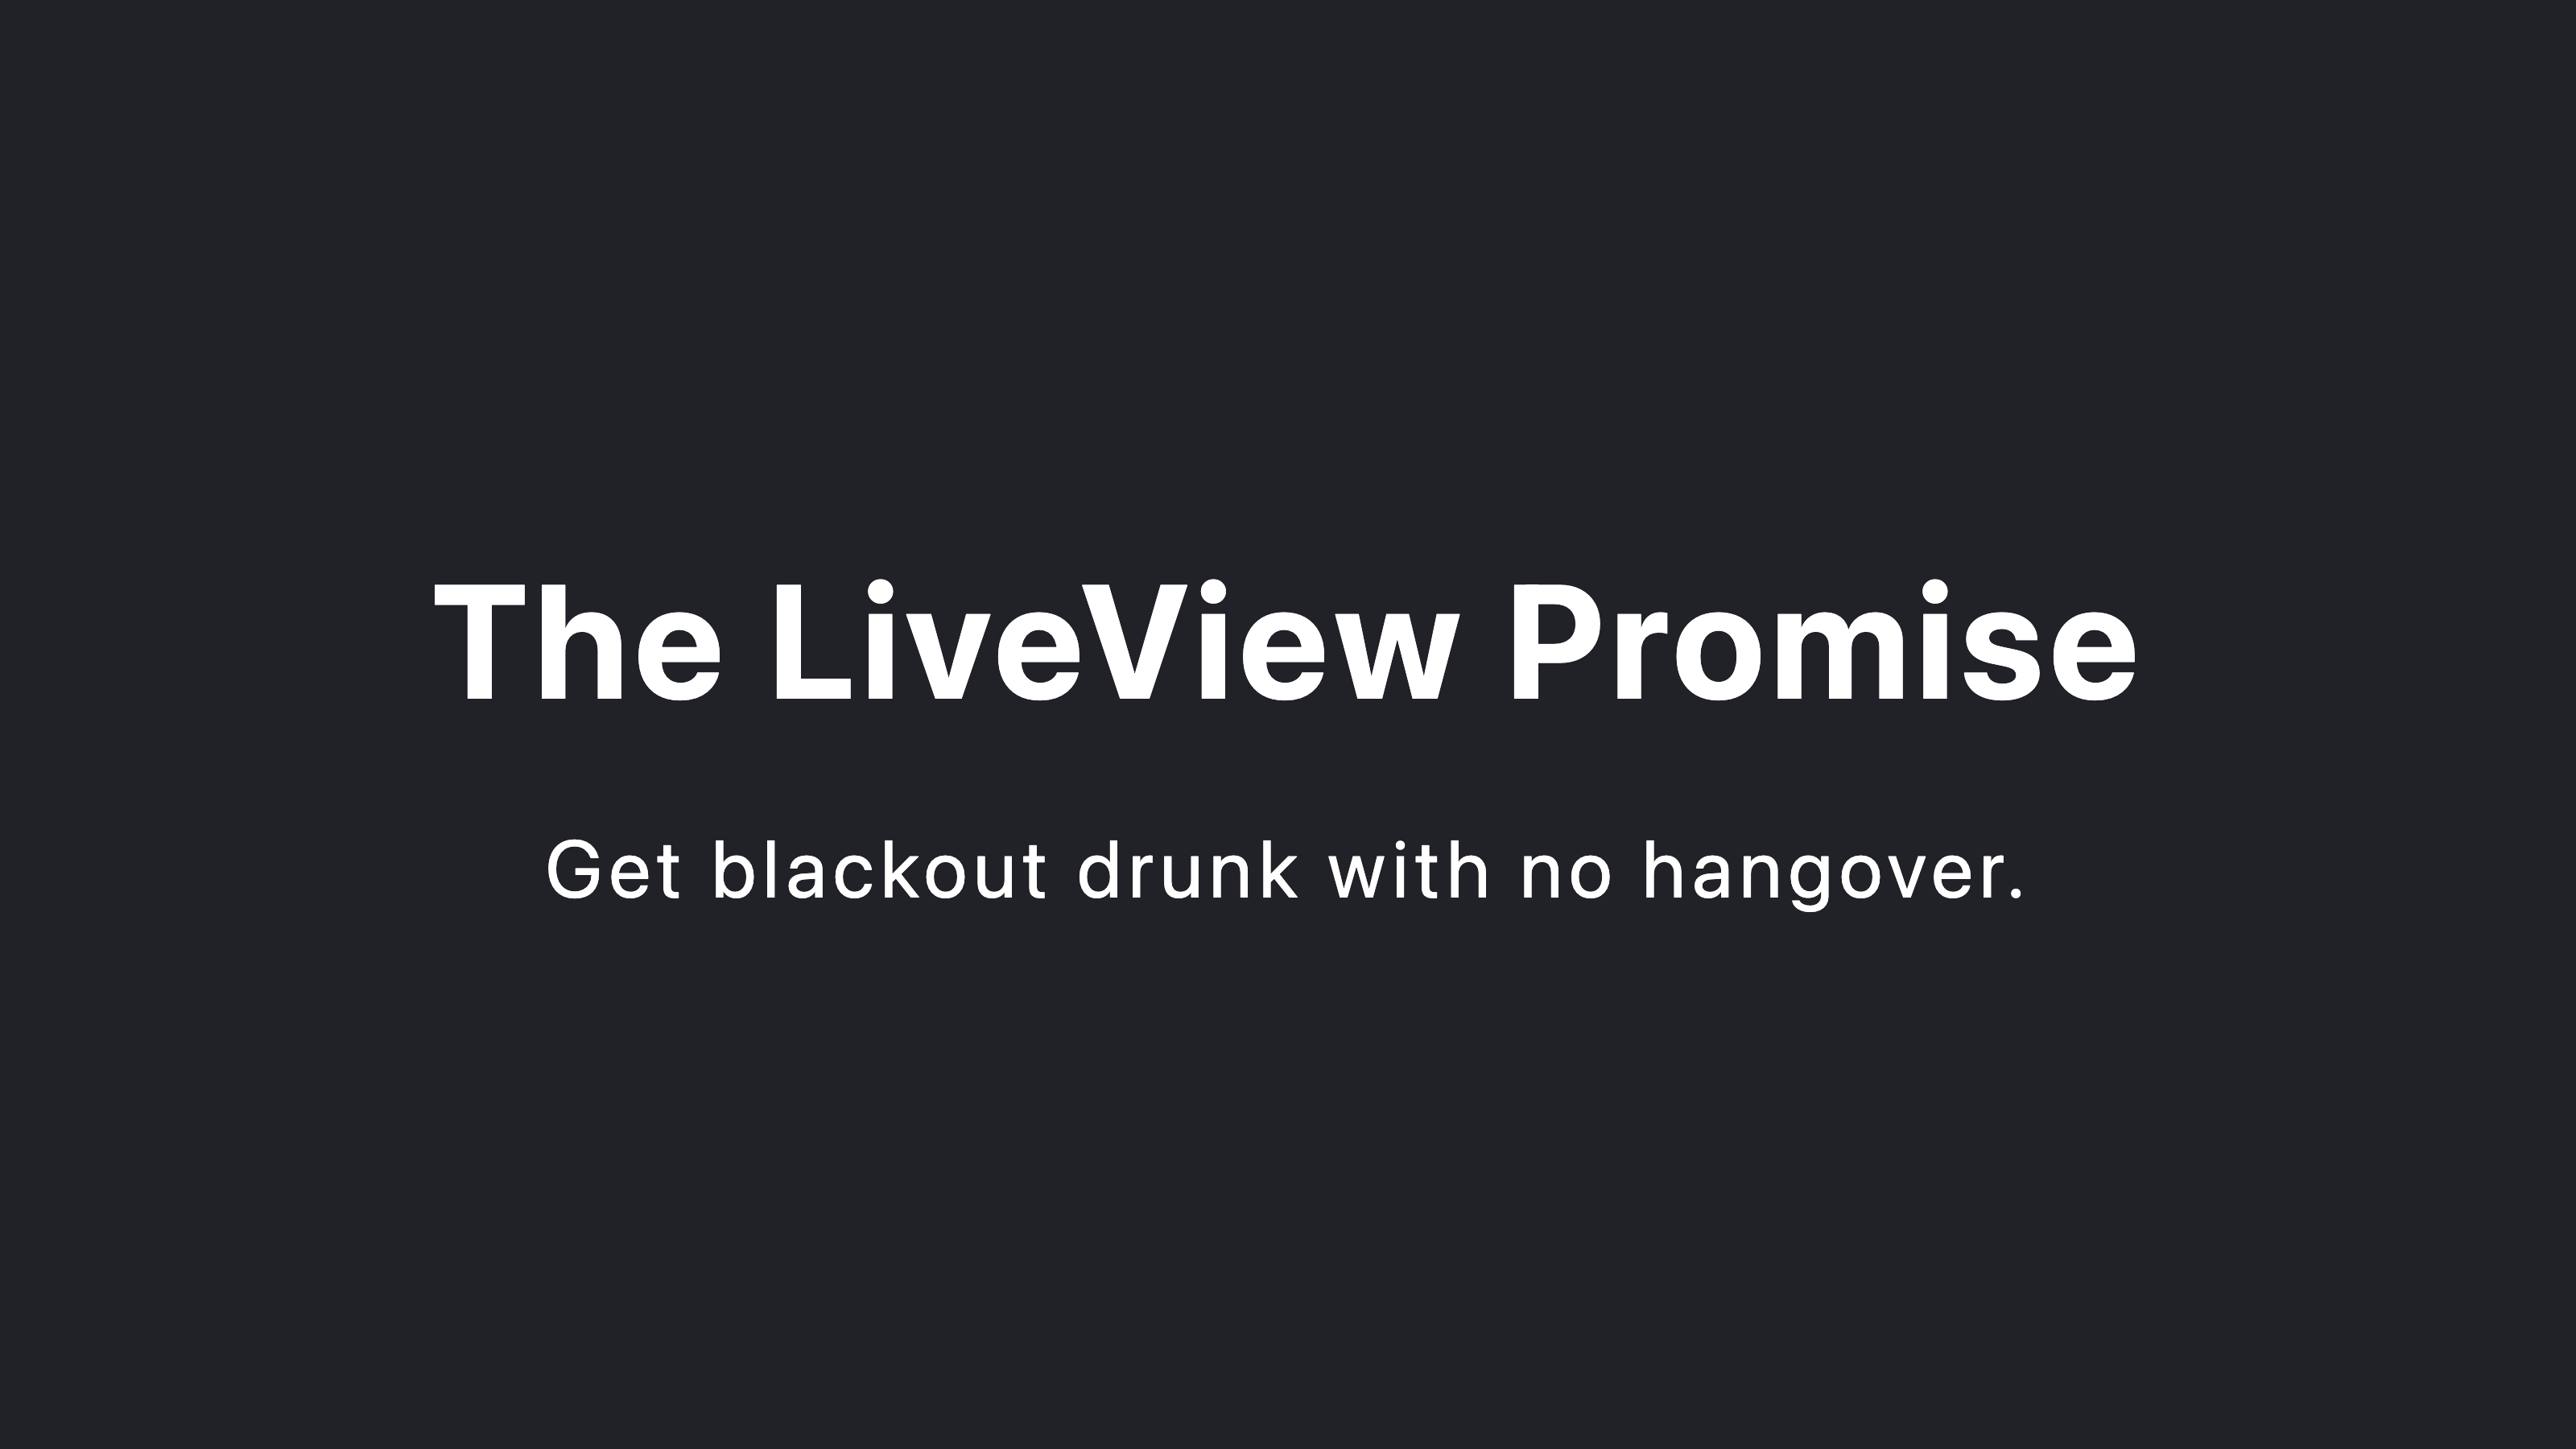 The LiveView Promise
Get blackout drunk with no hangover.